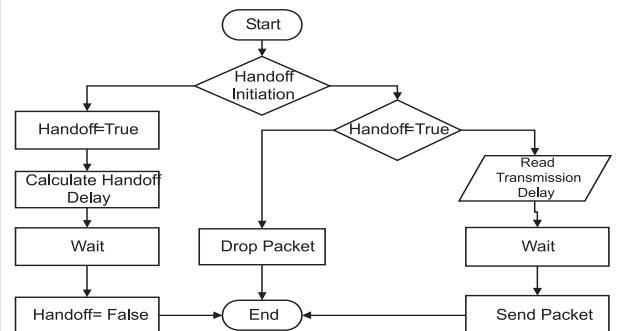 Start
Handoff
Initiation
Handoff=True
Handoff=True
Calculate Handoff
Delay
Read
Transmission
Delay
Wait
Drop Packet
Wait
Handoff= False
End
Send Packet